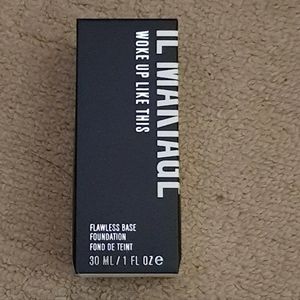 IL MAKIAGE
WOKE UP LIKE THIS
FLAWLESS BASE
FOUNDATION
FOND DE TEINT
30 ML / 1 FL OZ e